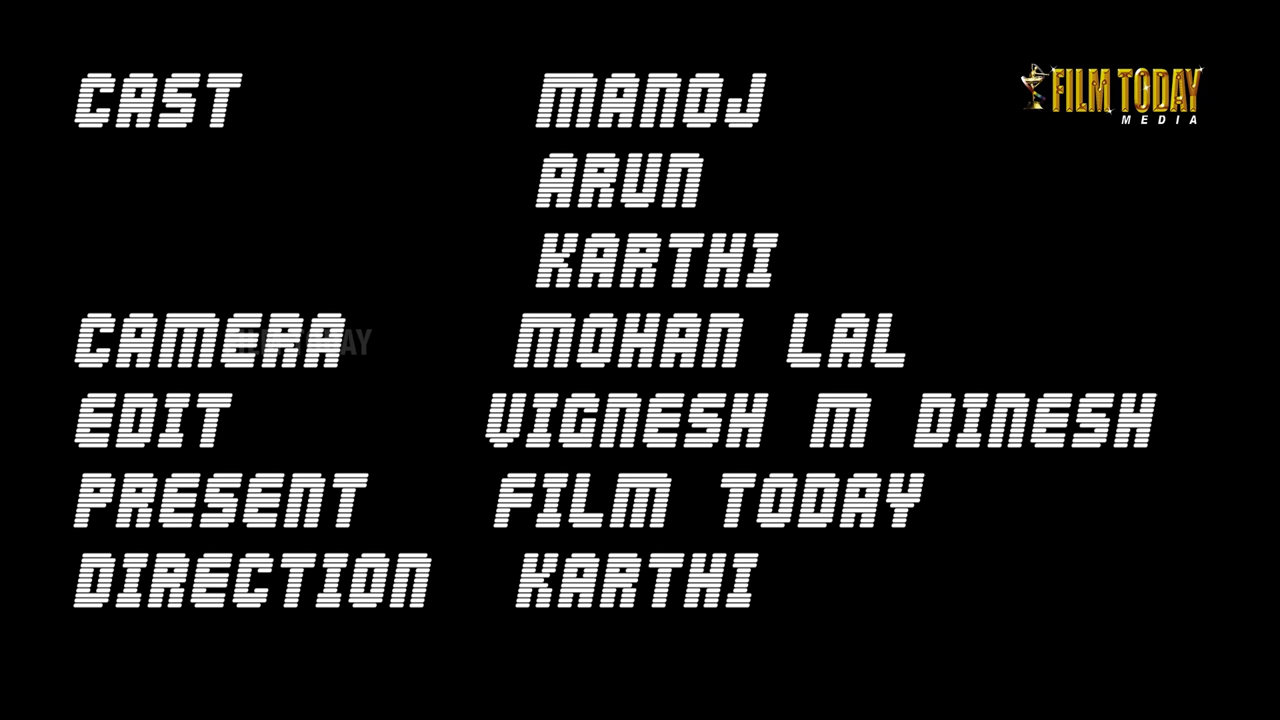 CAST MANOJ
ARUN
KARTHI
CAMERA MOHAN LAL
EDIT VIGNESH M DINESH
PRESENT FILM TODAY
DIRECTION KARTHI
FILM TODAY
MEDIA